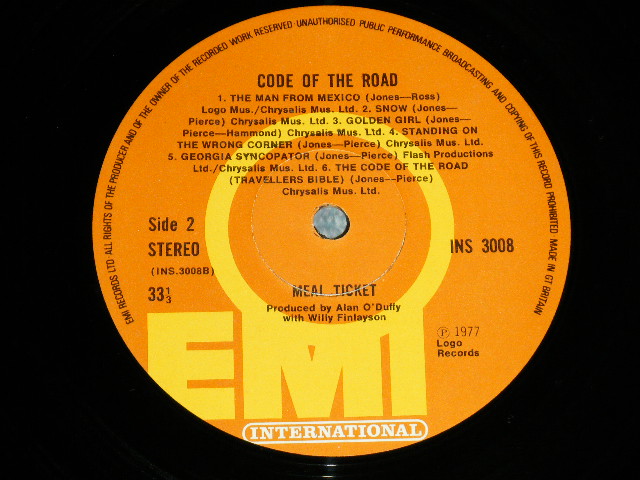 EMI RECORDS LTD ALL RIGHTS OF THE PRODUCER AND OF THE OWNER OF THE RECORDED WORK RESERVED · UNAUTHORISED PUBLIC PERFORMANCE, BROADCASTING AND COPYING OF THIS RECORD PROHIBITED · MADE IN GT BRITAIN
CODE OF THE ROAD
1. THE MAN FROM MEXICO (Jones—Ross)
Logo Mus./Chrysalis Mus. Ltd. 2. SNOW (Jones—
Pierce) Chrysalis Mus. Ltd. 3. GOLDEN GIRL (Jones—
Pierce—Hammond) Chrysalis Mus. Ltd. 4. STANDING ON
THE WRONG CORNER (Jones—Pierce) Chrysalis Mus. Ltd.
5. GEORGIA SYNCOPATOR (Jones—Pierce) Flash Productions
Ltd./Chrysalis Mus. Ltd. 6. THE CODE OF THE ROAD
(TRAVELLERS BIBLE) (Jones—Pierce)
Chrysalis Mus. Ltd.
Side 2
STEREO
(INS.3008B)
33⅓
INS 3008
MEAL TICKET
Produced by Alan O'Duffy
with Willy Finlayson
℗ 1977
Logo
Records
EMI
INTERNATIONAL